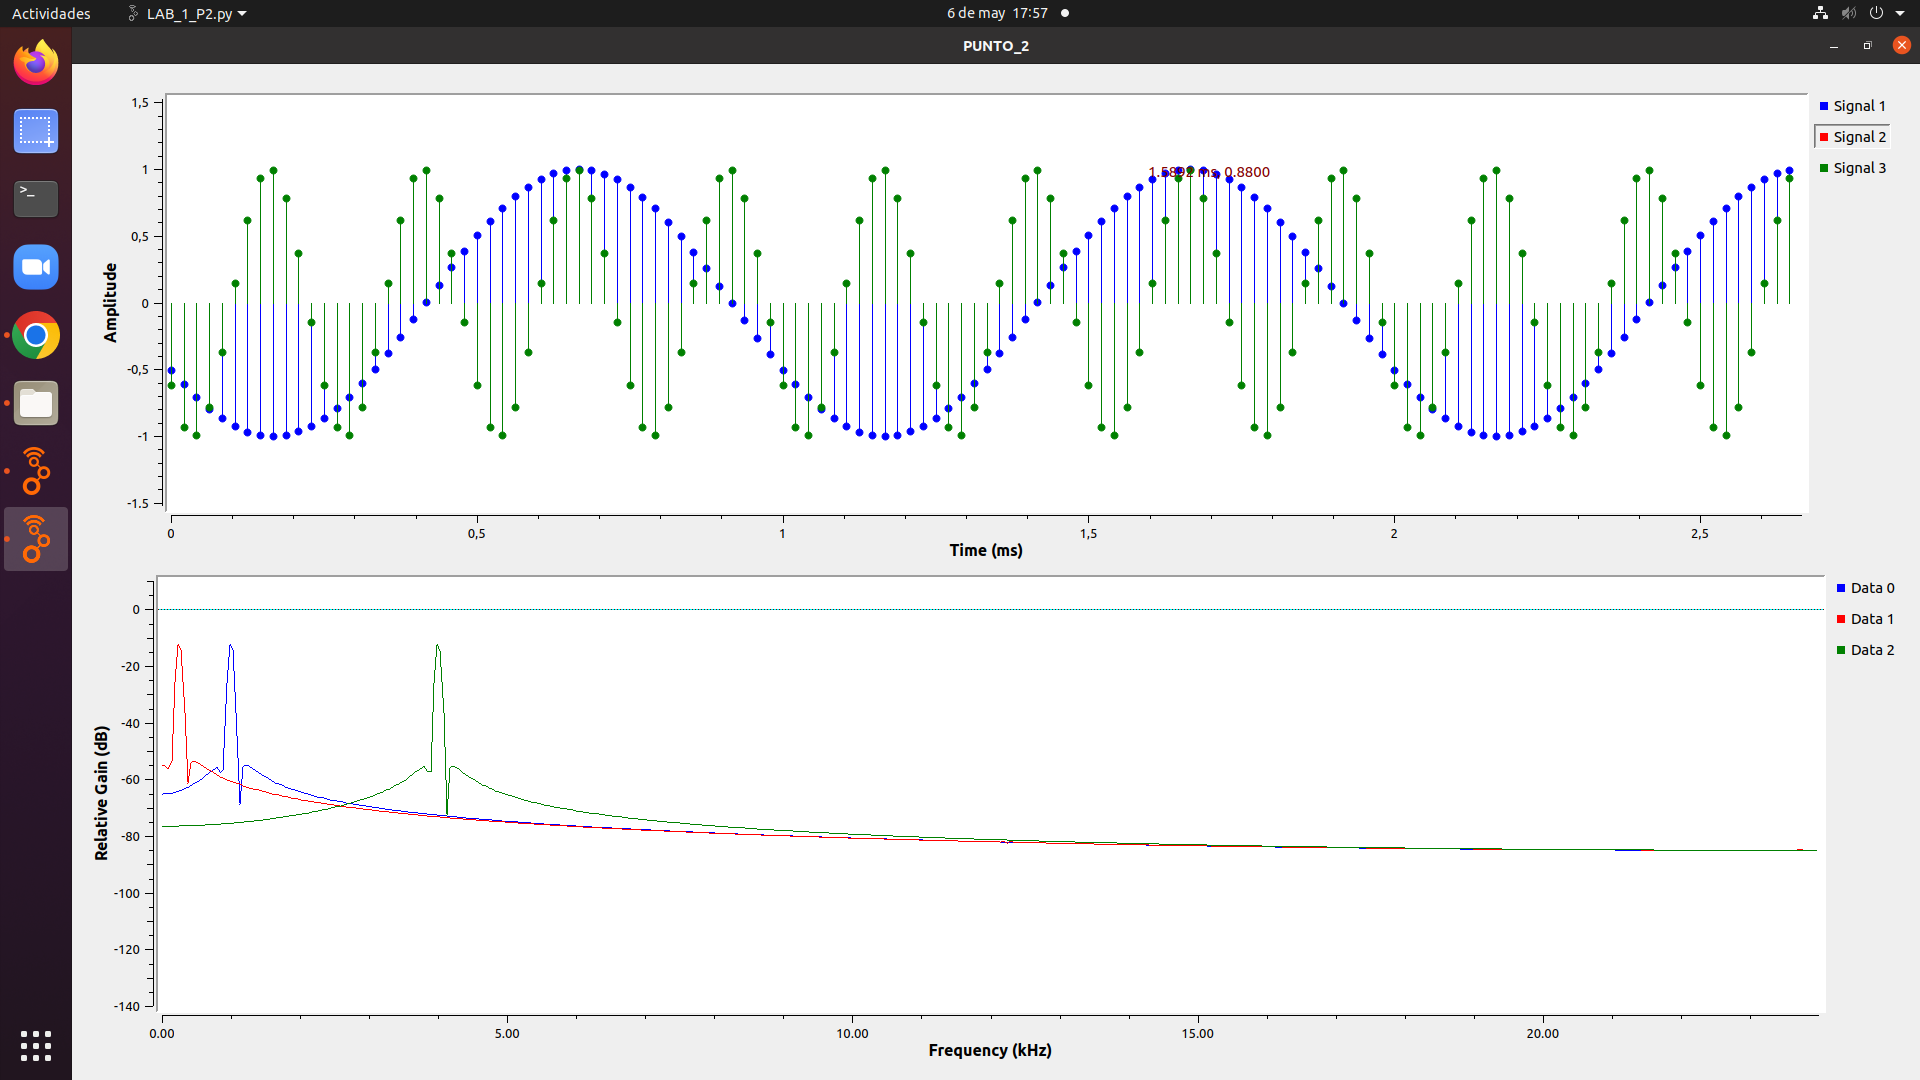 Actividades LAB_1_P2.py 6 de may 17:57
PUNTO_2
>_
Amplitude
1,5
1
0,5
0
-0,5
-1
-1.5
1.5892 ms, 0.8800
Signal 1
Signal 2
Signal 3
0 0,5 1 1,5 2 2,5
Time (ms)
Relative Gain (dB)
0
-20
-40
-60
-80
-100
-120
-140
Data 0
Data 1
Data 2
0.00 5.00 10.00 15.00 20.00
Frequency (kHz)